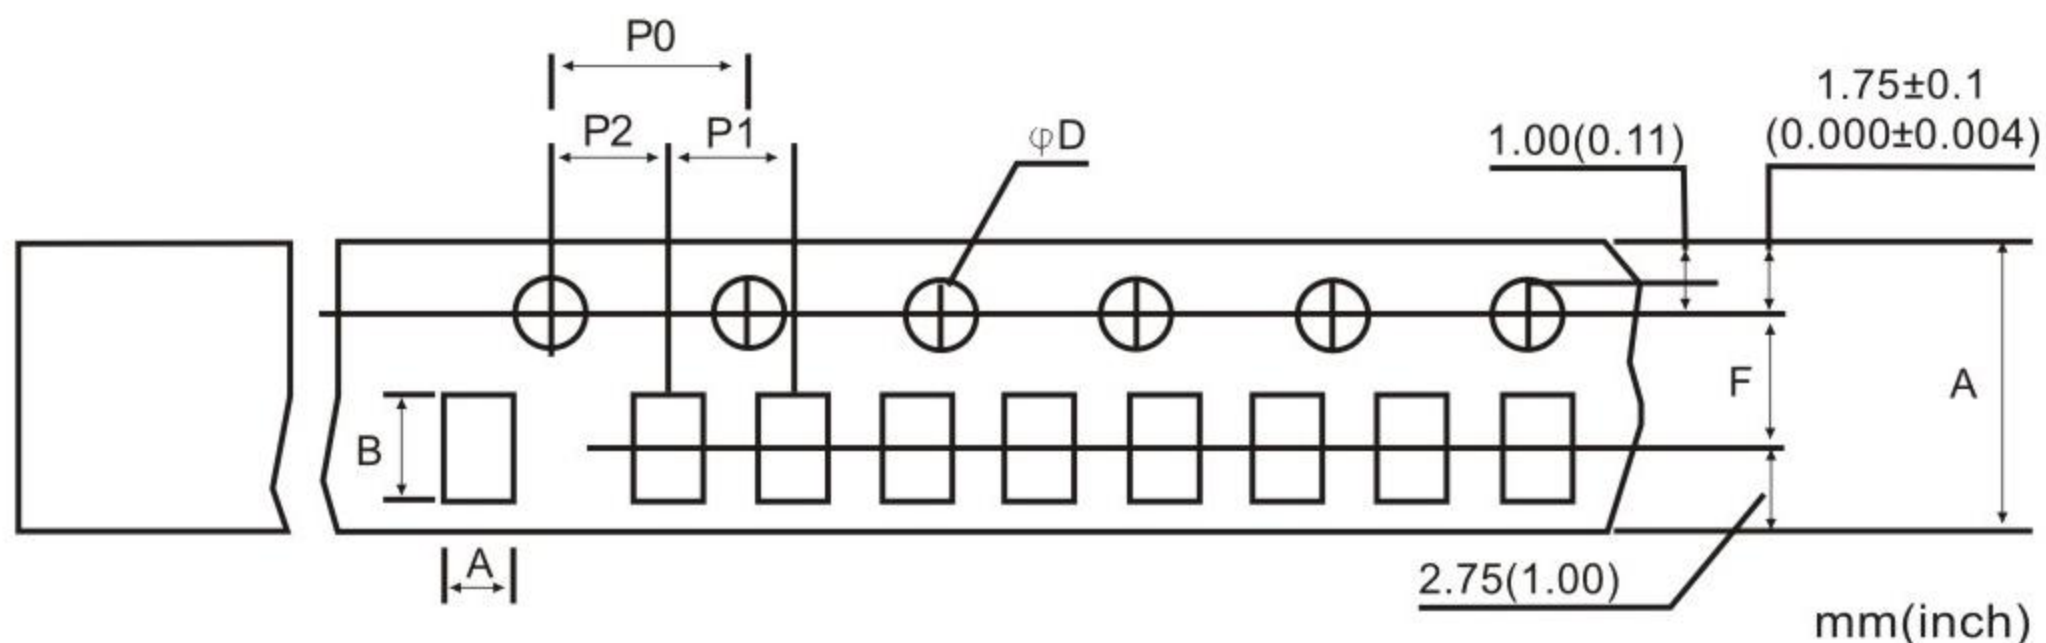 P0
P2
P1
φD
1.00(0.11)
1.75±0.1
(0.000±0.004)
F
A
B
A
2.75(1.00)
mm(inch)